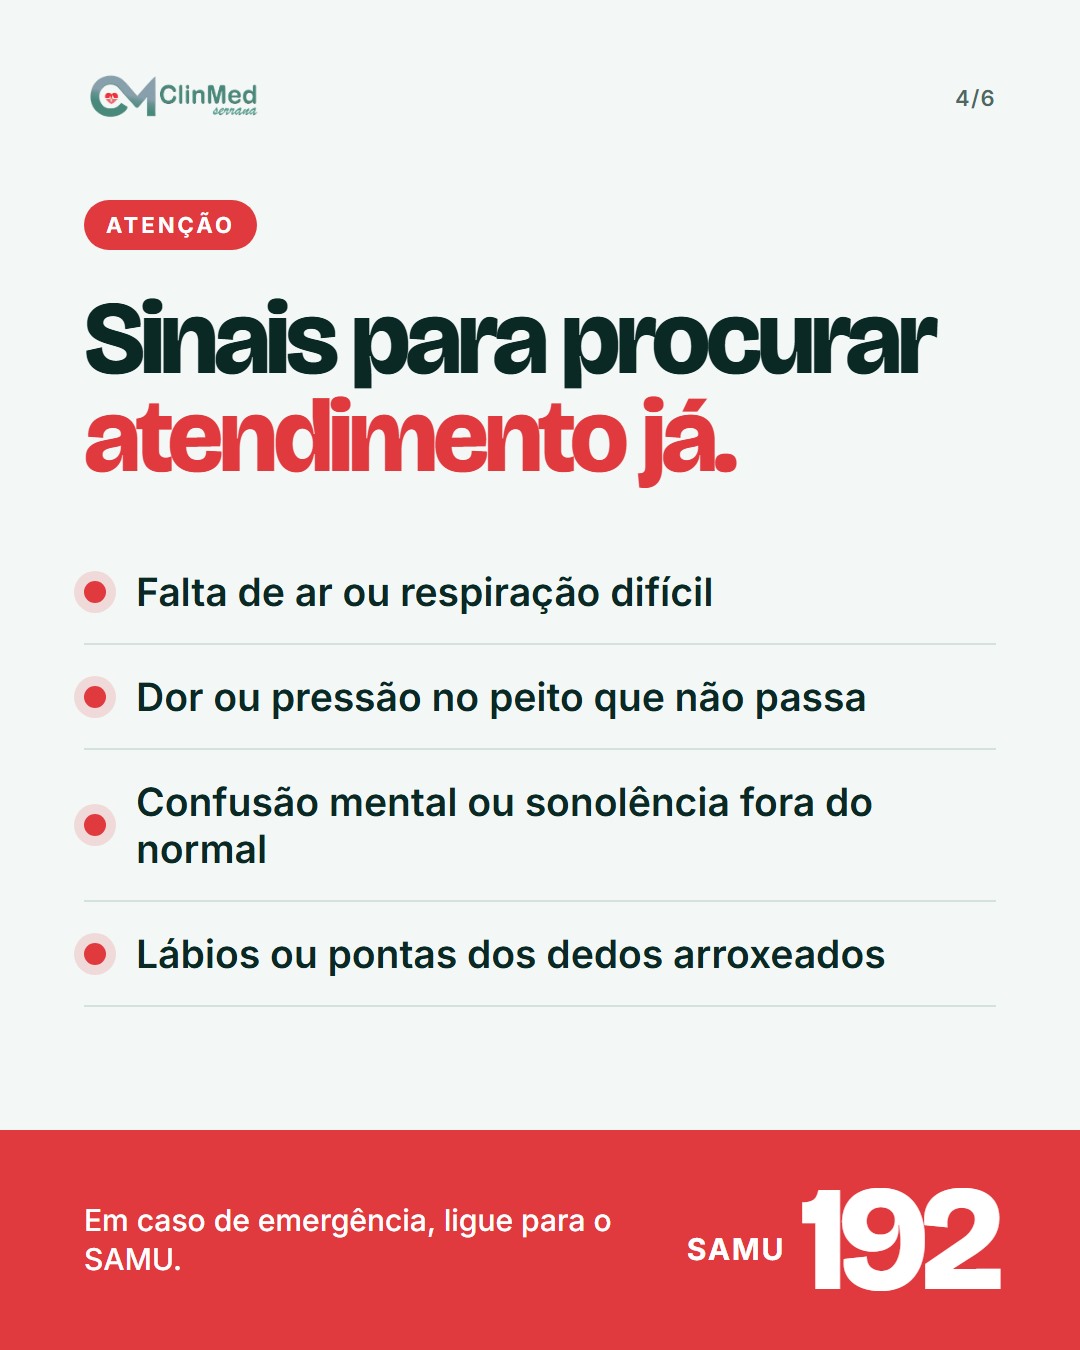 CM ClinMed
serrana
4/6
ATENÇÃO
Sinais para procurar
atendimento já.
Falta de ar ou respiração difícil
Dor ou pressão no peito que não passa
Confusão mental ou sonolência fora do
normal
Lábios ou pontas dos dedos arroxeados
Em caso de emergência, ligue para o
SAMU.
SAMU 192